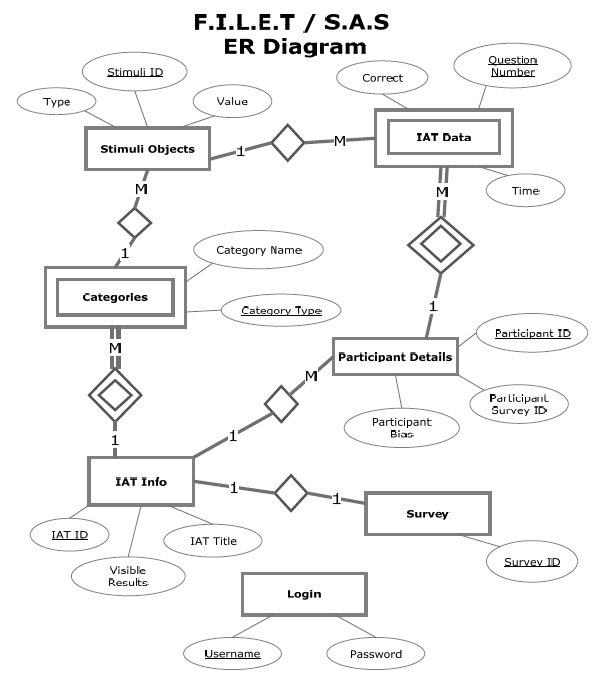 F.I.L.E.T / S.A.S
ER Diagram
Stimuli ID
Type
Value
Correct
Question
Number
Stimuli Objects
1
M
IAT Data
Time
M
M
1
Category Name
Categories
Category Type
1
M
Participant Details
Participant ID
Participant
Survey ID
M
Participant
Bias
1
1
IAT Info
1
1
Survey
IAT ID
IAT Title
Visible
Results
Survey ID
Login
Username
Password